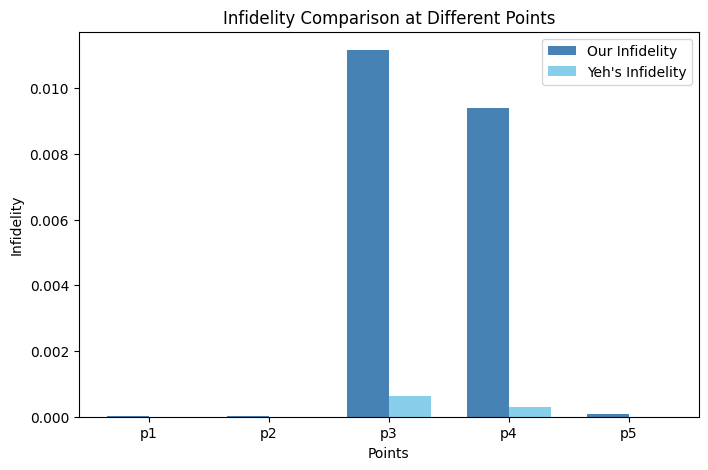 Infidelity Comparison at Different Points
Our Infidelity
Yeh's Infidelity
0.010
0.008
0.006
0.004
0.002
0.000
Infidelity
p1
p2
p3
p4
p5
Points